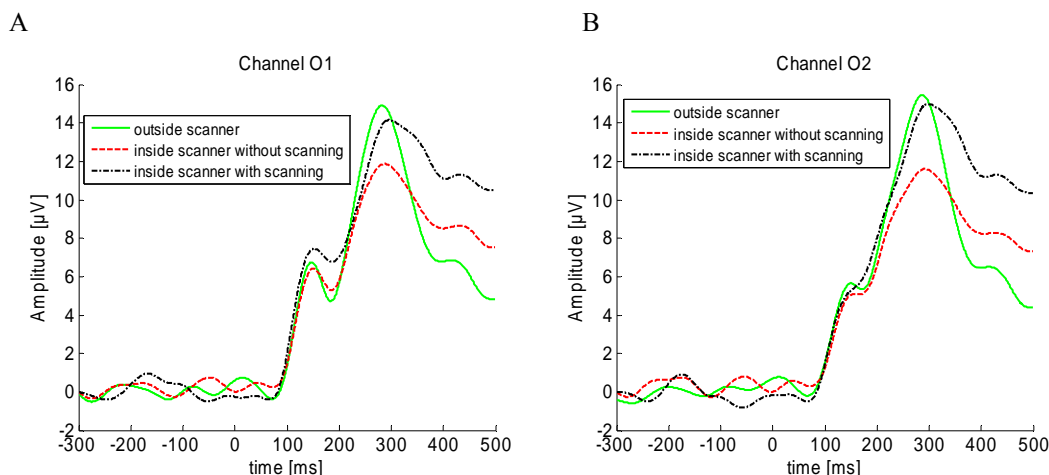 A
Channel O1
16
14
12
10
8
6
4
2
0
-2
Amplitude [µV]
outside scanner
inside scanner without scanning
inside scanner with scanning
-300 -200 -100 0 100 200 300 400 500
time [ms]
B
Channel O2
16
14
12
10
8
6
4
2
0
-2
Amplitude [µV]
outside scanner
inside scanner without scanning
inside scanner with scanning
-300 -200 -100 0 100 200 300 400 500
time [ms]